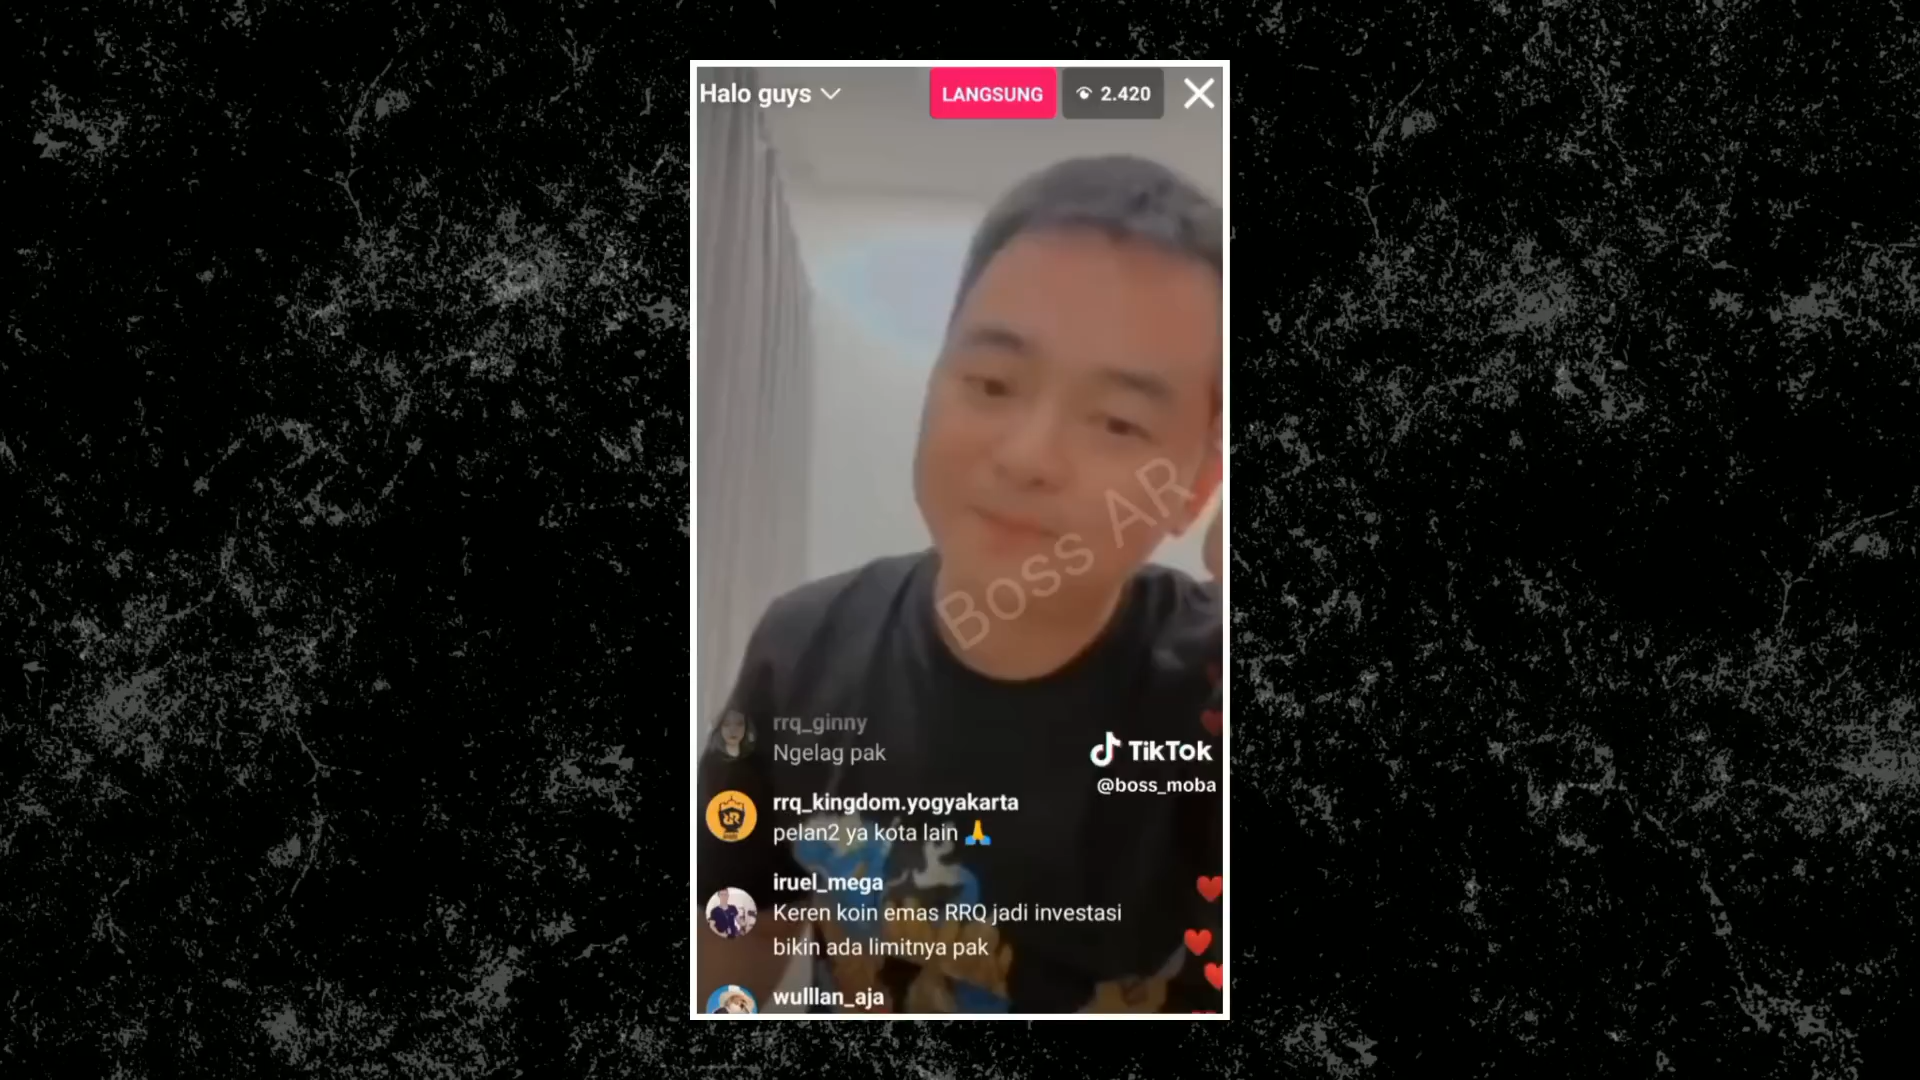 Halo guys
LANGSUNG
2.420
Boss AR
rrq_ginny
Ngelag pak
TikTok
@boss_moba
rrq_kingdom.yogyakarta
pelan2 ya kota lain 🙏
iruel_mega
Keren koin emas RRQ jadi investasi
bikin ada limitnya pak
wulllan_aja